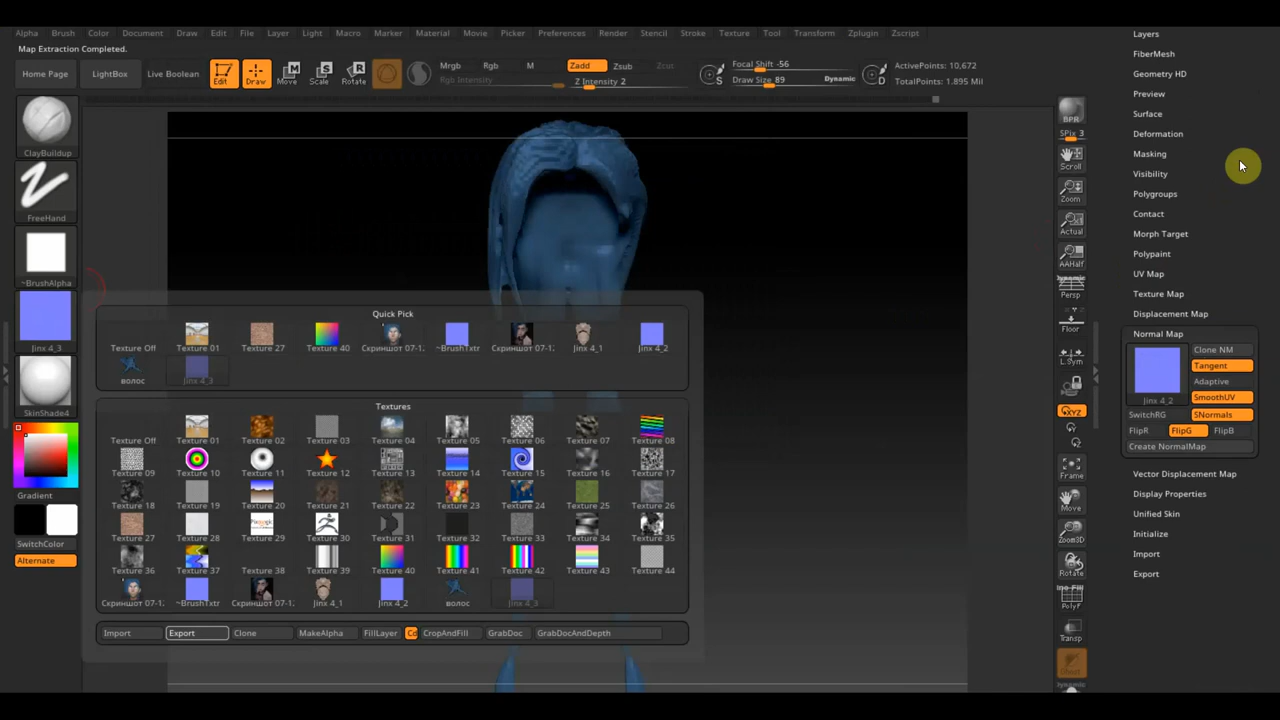 Alpha Brush Color Document Draw Edit File Layer Light Macro Marker Material Movie Picker Preferences Render Stencil Stroke Texture Tool Transform Zplugin Zscript
Map Extraction Completed.
Home Page
LightBox
Live Boolean
Edit
Draw
Move
Scale
Rotate
Mrgb Rgb M
Rgb Intensity
Zadd Zsub Zcut
Z Intensity 2
S
Focal Shift -56
Draw Size 89
Dynamic
D
ActivePoints: 10,672
TotalPoints: 1.895 Mil
ClayBuildup
FreeHand
~BrushAlpha
Jinx 4_3
SkinShade4
Gradient
SwitchColor
Alternate
Quick Pick
Texture Off Texture 01 Texture 27 Texture 40 Скриншот 07-1. ~BrushTxtr Скриншот 07-1. Jinx 4_1 Jinx 4_2
волос Jinx 4_3
Textures
Texture Off Texture 01 Texture 02 Texture 03 Texture 04 Texture 05 Texture 06 Texture 07 Texture 08
Texture 09 Texture 10 Texture 11 Texture 12 Texture 13 Texture 14 Texture 15 Texture 16 Texture 17
Texture 18 Texture 19 Texture 20 Texture 21 Texture 22 Texture 23 Texture 24 Texture 25 Texture 26
Texture 27 Texture 28 Texture 29 Texture 30 Texture 31 Texture 32 Texture 33 Texture 34 Texture 35
Texture 36 Texture 37 Texture 38 Texture 39 Texture 40 Texture 41 Texture 42 Texture 43 Texture 44
Скриншот 07-1. ~BrushTxtr Скриншот 07-1. Jinx 4_1 Jinx 4_2 волос Jinx 4_3
Import Export Clone MakeAlpha FillLayer Cd CropAndFill GrabDoc GrabDocAndDepth
BPR
SPix 3
Scroll
Zoom
Actual
AAHalf
Dynamic
Persp
Floor
L.Sym
XYZ
Frame
Move
Zoom3D
Rotate
PolyF
Transp
Dynamic
Layers
FiberMesh
Geometry HD
Preview
Surface
Deformation
Masking
Visibility
Polygroups
Contact
Morph Target
Polypaint
UV Map
Texture Map
Displacement Map
Normal Map
Jinx 4_2
Clone NM
Tangent
Adaptive
SmoothUV
SwitchRG SNormals
FlipR FlipG FlipB
Create NormalMap
Vector Displacement Map
Display Properties
Unified Skin
Initialize
Import
Export